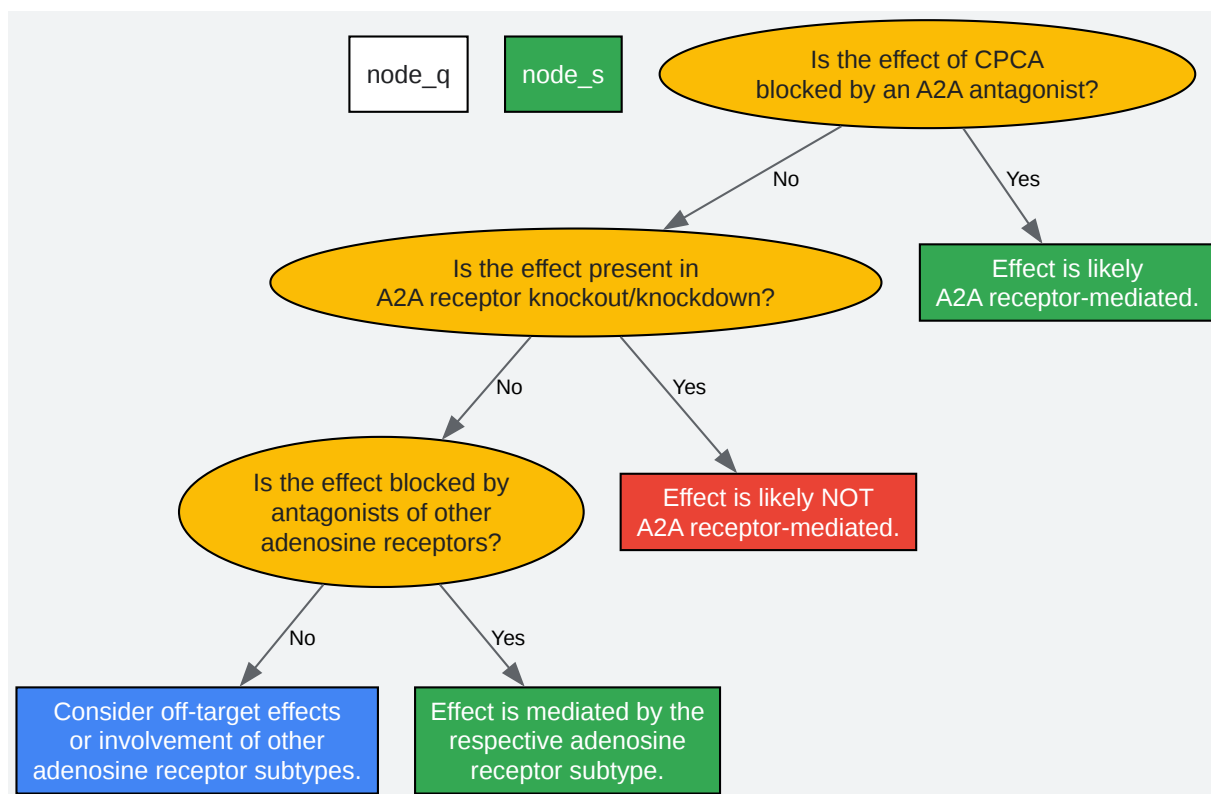 node_q
node_s
Is the effect of CPCA
blocked by an A2A antagonist?
No
Yes
Is the effect present in
A2A receptor knockout/knockdown?
Effect is likely
A2A receptor-mediated.
No
Yes
Is the effect blocked by
antagonists of other
adenosine receptors?
Effect is likely NOT
A2A receptor-mediated.
No
Yes
Consider off-target effects
or involvement of other
adenosine receptor subtypes.
Effect is mediated by the
respective adenosine
receptor subtype.